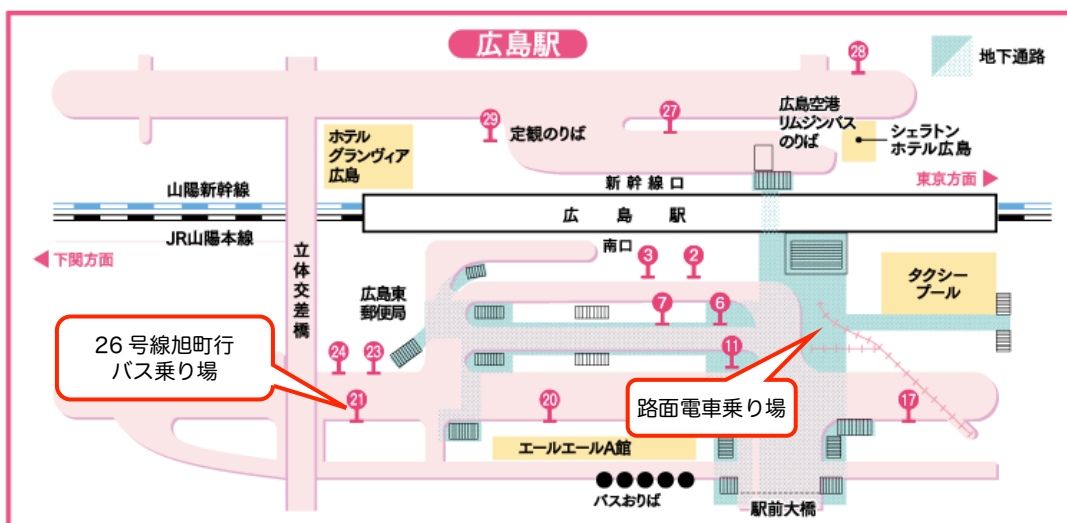 広島駅
28
地下通路
29
定観のりば
27
広島空港
リムジンバス
のりば
シェラトン
ホテル広島
ホテル
グランヴィア
広島
山陽新幹線
新幹線口
東京方面
広島駅
JR山陽本線
南口
下関方面
立体交差橋
3
2
タクシー
プール
広島東
郵便局
7
6
26号線旭町行
バス乗り場
24
23
11
路面電車乗り場
21
20
17
エールエールA館
バスおりば
駅前大橋